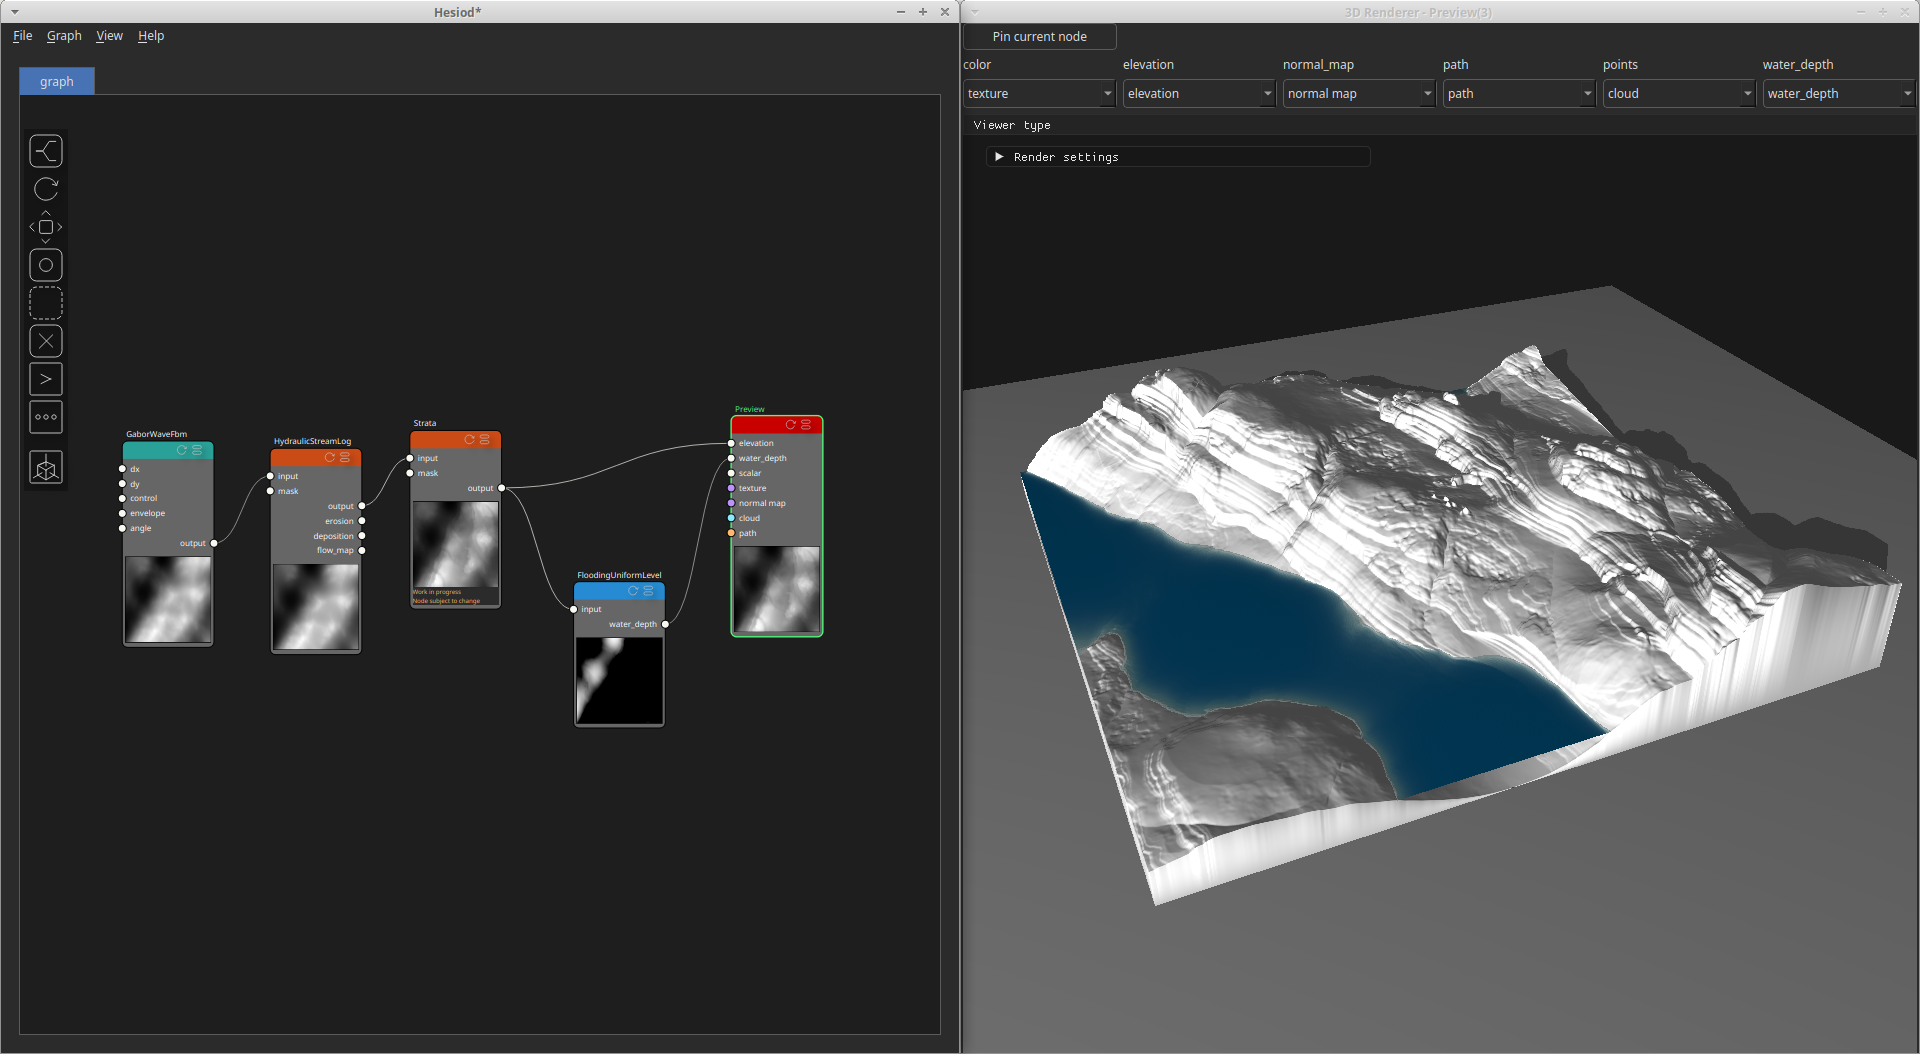 Hesiod*
File Graph View Help
graph
GaborWaveFbm
dx
dy
control
envelope
angle
output
HydraulicStreamLog
input
mask
output
erosion
deposition
flow_map
Strata
input
mask
output
Work in progress
Node subject to change
FloodingUniformLevel
input
water_depth
Preview
elevation
water_depth
scalar
texture
normal map
cloud
path
3D Renderer - Preview(3)
Pin current node
color elevation normal_map path points water_depth
texture elevation normal map path cloud water_depth
Viewer type
Render settings